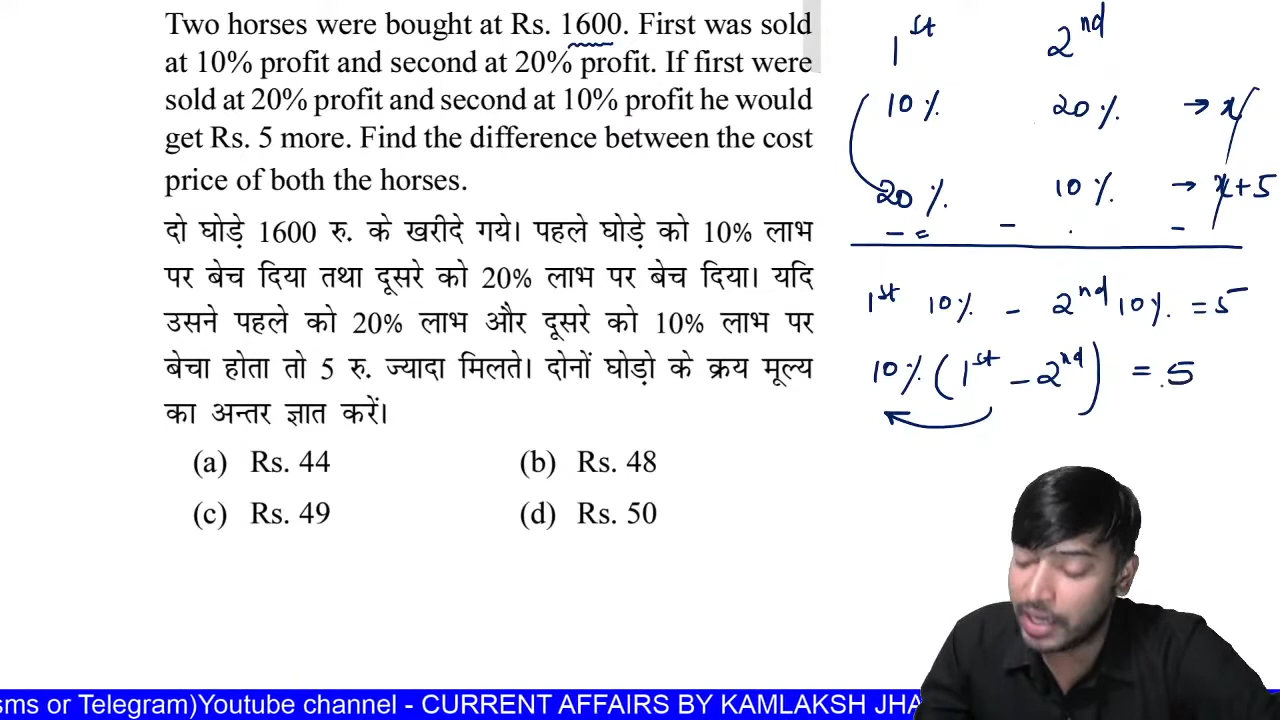 Two horses were bought at Rs. 1600. First was sold
at 10% profit and second at 20% profit. If first were
sold at 20% profit and second at 10% profit he would
get Rs. 5 more. Find the difference between the cost
price of both the horses.
दो घोड़े 1600 रु. के खरीदे गये। पहले घोड़े को 10% लाभ
पर बेच दिया तथा दूसरे को 20% लाभ पर बेच दिया। यदि
उसने पहले को 20% लाभ और दूसरे को 10% लाभ पर
बेचा होता तो 5 रु. ज्यादा मिलते। दोनों घोड़ो के क्रय मूल्य
का अन्तर ज्ञात करें।
(a) Rs. 44 (b) Rs. 48
(c) Rs. 49 (d) Rs. 50
1st 2nd
10% 20% → x
20% 10% → x+5
- = - -
1st 10% - 2nd 10% = 5
10% (1st - 2nd) = 5
sms or Telegram)Youtube channel - CURRENT AFFAIRS BY KAMLAKSH JHA